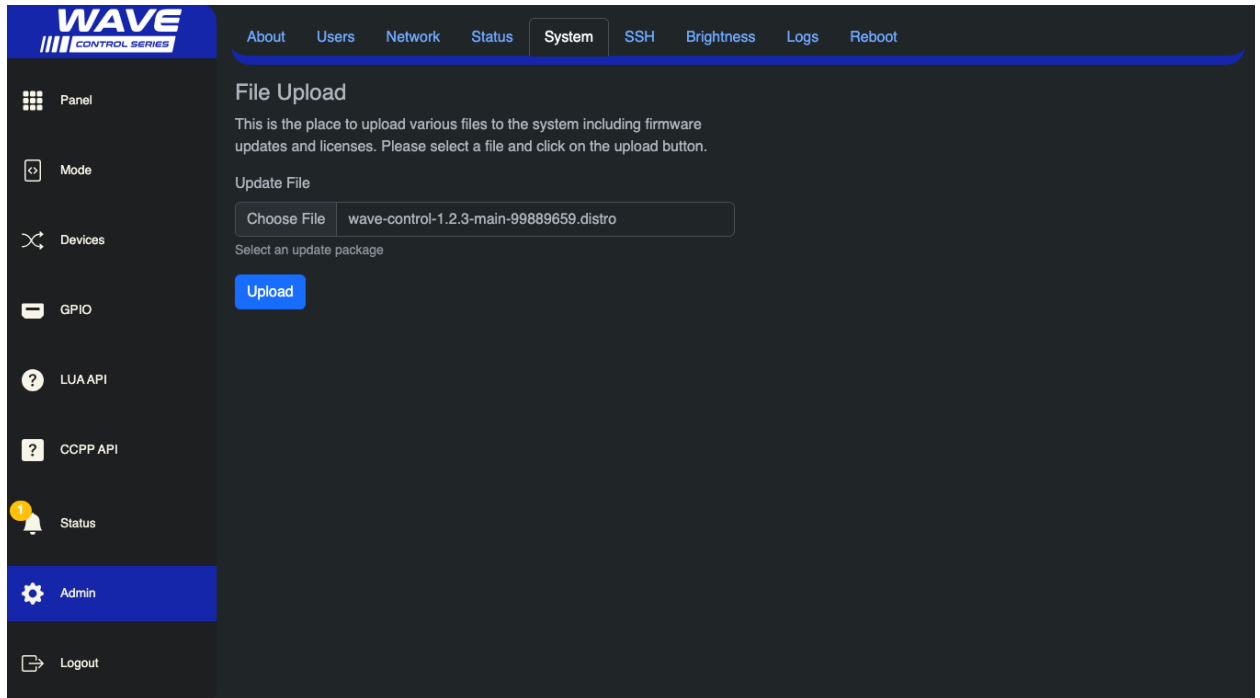 WAVE
CONTROL SERIES
About Users Network Status System SSH Brightness Logs Reboot
Panel
Mode
Devices
GPIO
LUA API
CCPP API
1
Status
Admin
Logout
File Upload
This is the place to upload various files to the system including firmware
updates and licenses. Please select a file and click on the upload button.
Update File
Choose File wave-control-1.2.3-main-99889659.distro
Select an update package
Upload